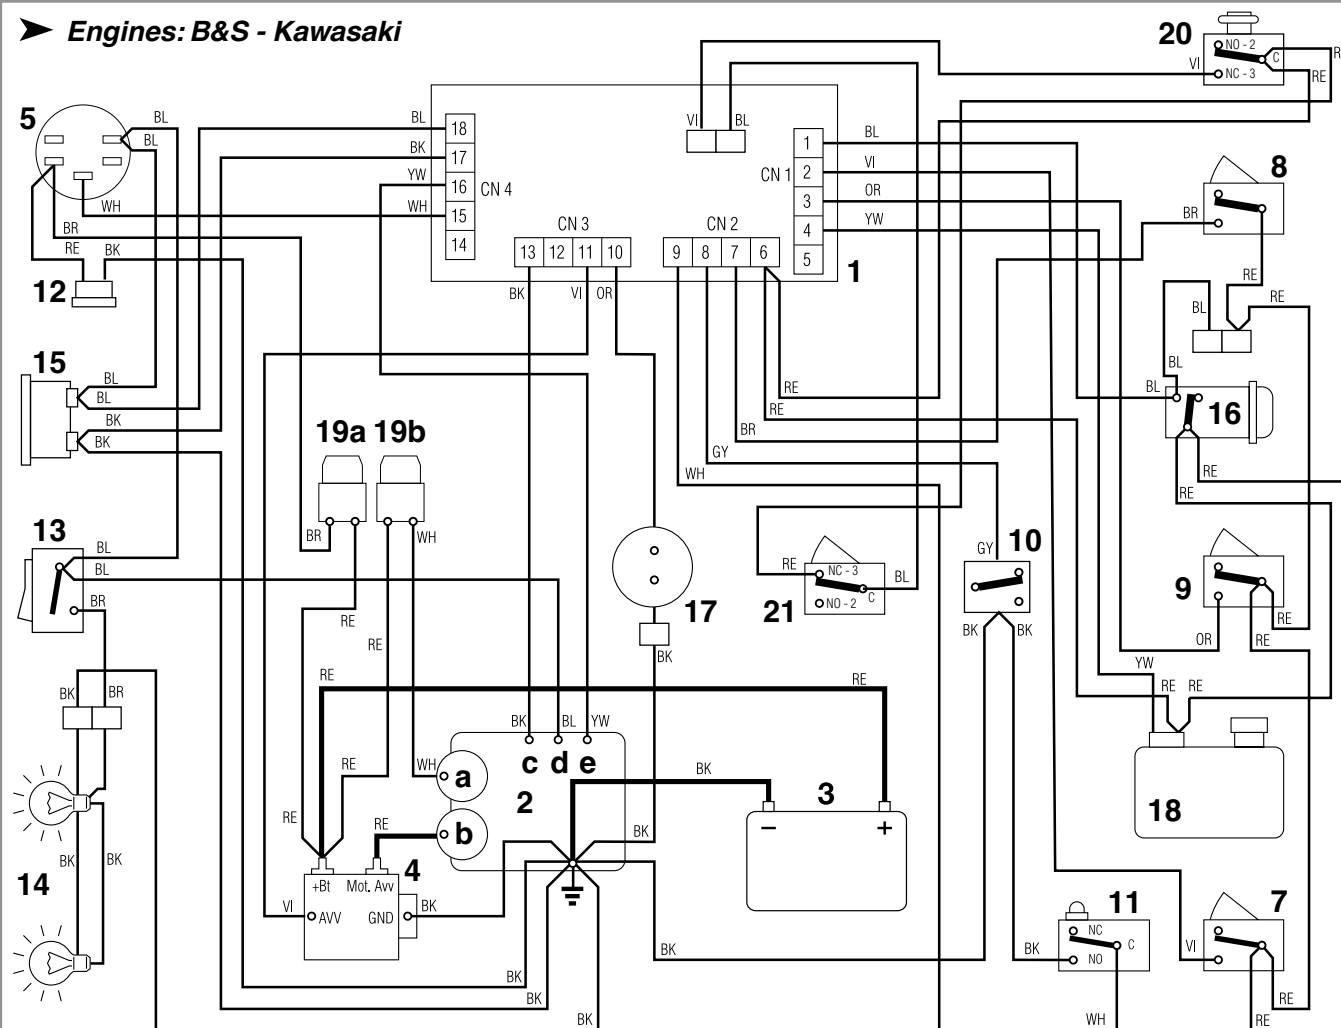 Engines: B&S - Kawasaki
20
NO - 2
C
NC - 3
VI
R
RE
5
BL
BL
WH
BR
RE
BK
12
BL
BK
YW
WH
18
17
16
15
14
CN 4
VI
BL
CN 1
1
2
3
4
5
BL
VI
OR
YW
CN 3
13
12
11
10
BK
VI
OR
CN 2
9
8
7
6
1
8
BR
RE
RE
BL
BL
BL
16
RE
RE
15
BL
BL
BK
BK
RE
RE
BR
GY
WH
19a
19b
BR
WH
RE
RE
13
BL
BL
BR
17
BK
RE
NC - 3
C
NO - 2
BL
21
GY
10
BK
BK
9
OR
RE
RE
YW
RE
RE
18
BK
BR
BK
BK
14
RE
RE
RE
RE
BK
BL
YW
c
d
e
WH
a
2
RE
b
BK
3
–
+
BK
4
+Bt
Mot. Avv
AVV
GND
VI
BK
BK
BK
BK
BK
11
NC
C
NO
BK
WH
7
VI
RE
RE